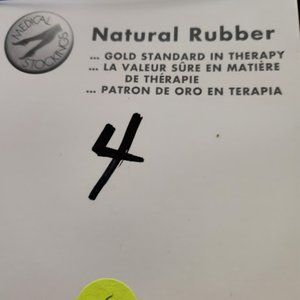 MEDICAL
STOCKINGS
Natural Rubber
... GOLD STANDARD IN THERAPY
... LA VALEUR SÛRE EN MATIÈRE
DE THÉRAPIE
... PATRON DE ORO EN TERAPIA
4